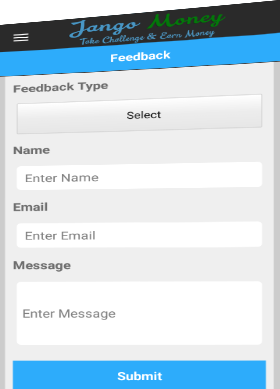 Jango Money
Take Challenge & Earn Money
Feedback
Feedback Type
Select
Name
Enter Name
Email
Enter Email
Message
Enter Message
Submit